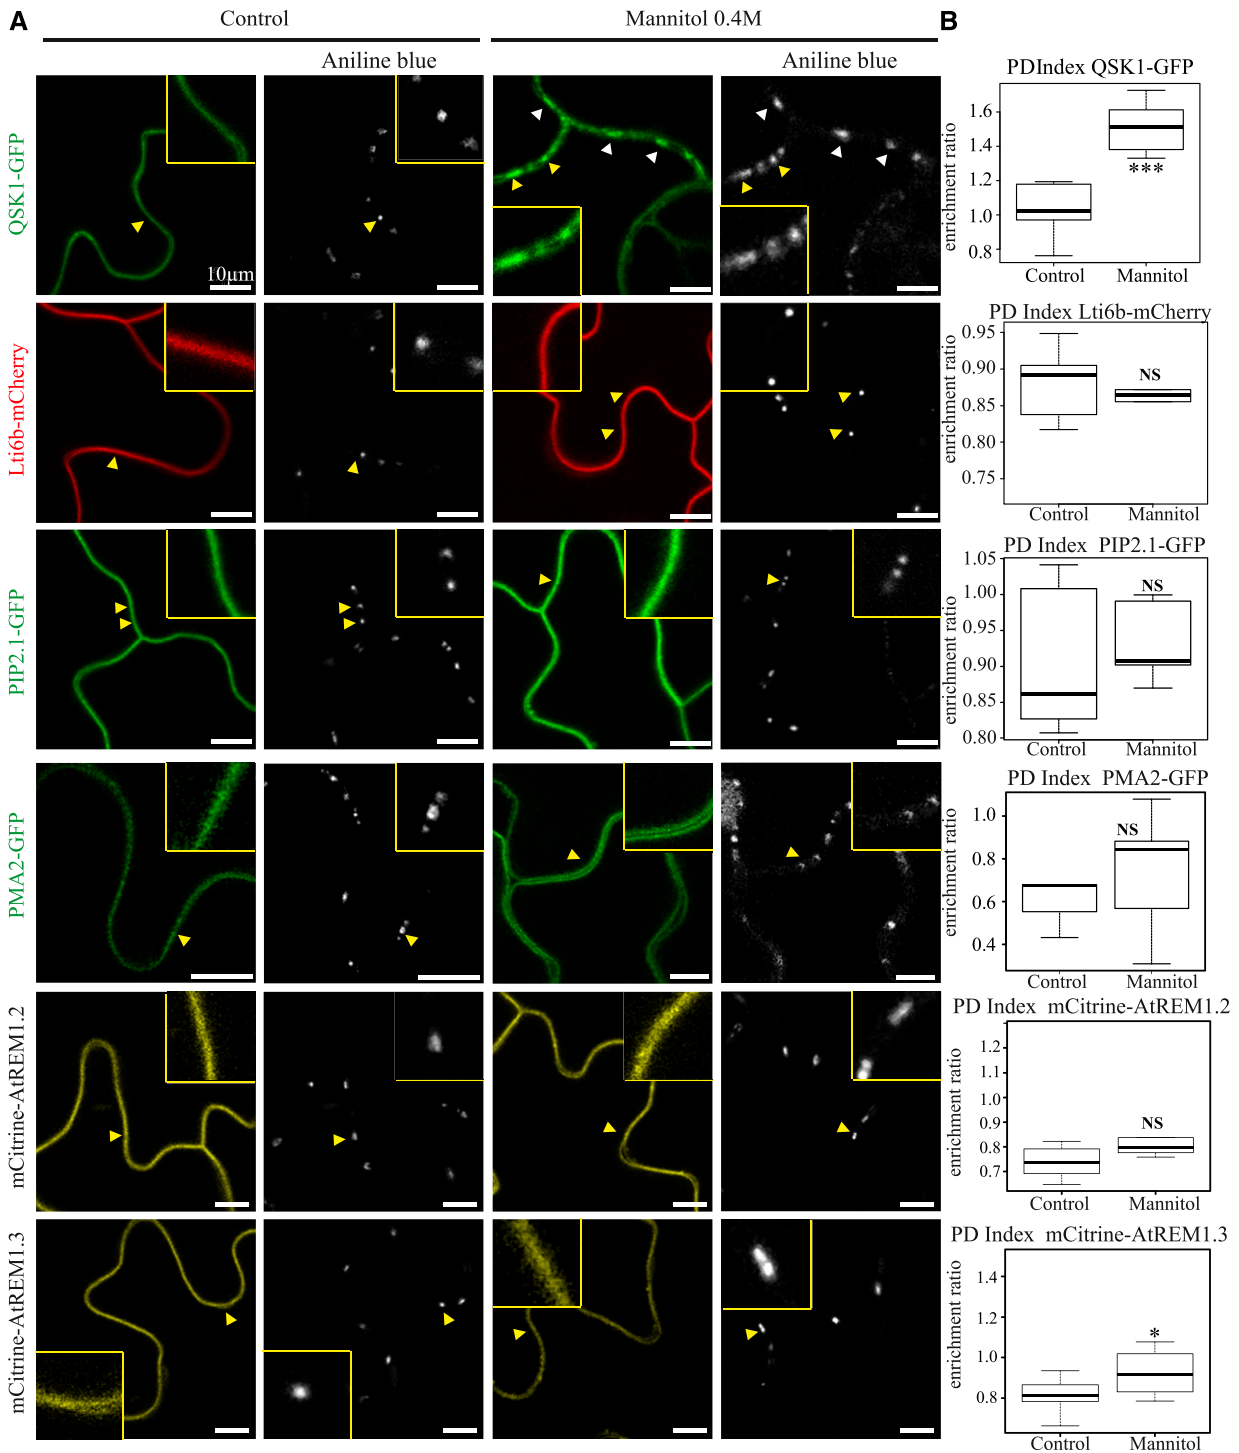 A
Control
Mannitol 0.4M
B
Aniline blue
Aniline blue
QSK1-GFP
10µm
PDIndex QSK1-GFP
enrichment ratio
1.6
1.4
1.2
1.0
0.8
***
Control
Mannitol
Lti6b-mCherry
PD Index Lti6b-mCherry
enrichment ratio
0.95
0.90
0.85
0.80
0.75
NS
Control
Mannitol
PIP2.1-GFP
PD Index PIP2.1-GFP
enrichment ratio
1.05
1.00
0.95
0.90
0.85
0.80
NS
Control
Mannitol
PMA2-GFP
PD Index PMA2-GFP
enrichment ratio
1.0
0.8
0.6
0.4
NS
Control
Mannitol
mCitrine-AtREM1.2
PD Index mCitrine-AtREM1.2
enrichment ratio
1.2
1.1
1.0
0.9
0.8
0.7
NS
Control
Mannitol
mCitrine-AtREM1.3
PD Index mCitrine-AtREM1.3
enrichment ratio
1.4
1.2
1.0
0.8
*
Control
Mannitol